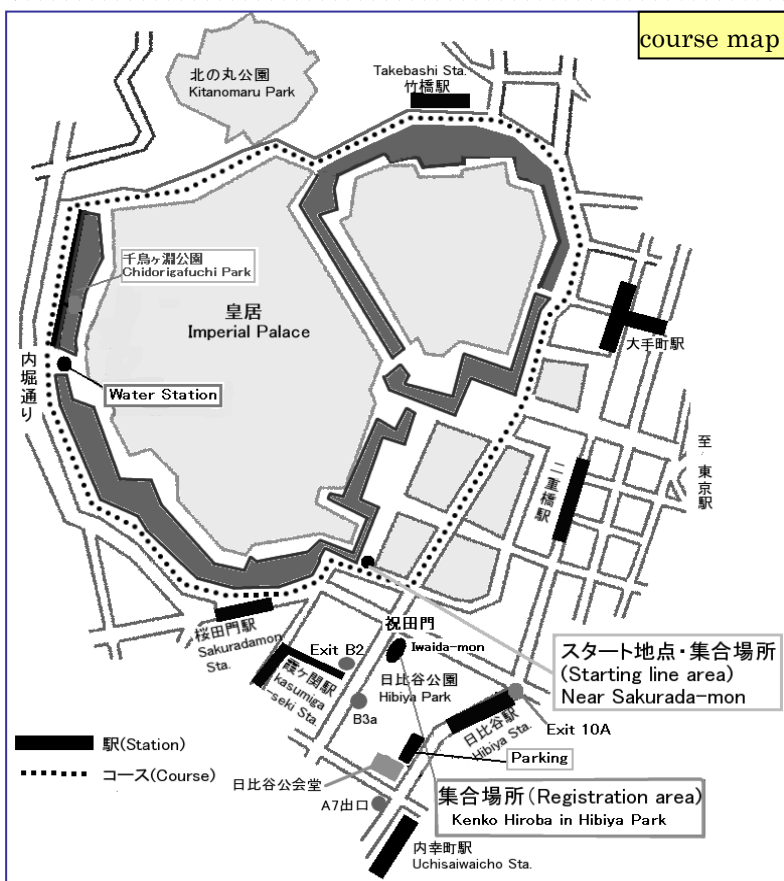 course map
北の丸公園
Kitanomaru Park
Takebashi Sta.
竹橋駅
千鳥ヶ淵公園
Chidorigafuchi Park
皇居
Imperial Palace
大手町駅
内堀通り
Water Station
至 東京駅
二重橋駅
桜田門駅
Sakuradamon
Sta.
祝田門
Iwaida-mon
Exit B2
霞ヶ関駅
kasumiga
-seki Sta.
日比谷公園
Hibiya Park
B3a
スタート地点・集合場所
(Starting line area)
Near Sakurada-mon
日比谷駅
Hibiya Sta.
Exit 10A
Parking
駅(Station)
コース(Course)
日比谷公会堂
A7出口
集合場所(Registration area)
Kenko Hiroba in Hibiya Park
内幸町駅
Uchisaiwaicho Sta.